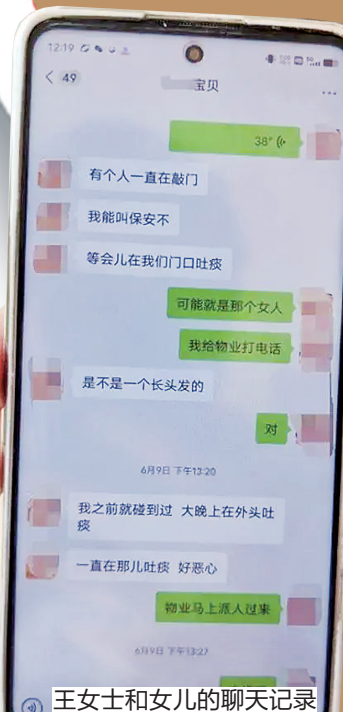 12:19
49
宝贝
38"
有个人一直在敲门
我能叫保安不
等会儿在我们门口吐痰
可能就是那个女人
我给物业打电话
是不是一个长头发的
对
6月9日 下午13:20
我之前就碰到过 大晚上在外头吐
痰
一直在那儿吐痰 好恶心
物业马上派人过来
6月9日 下午13:27
王女士和女儿的聊天记录